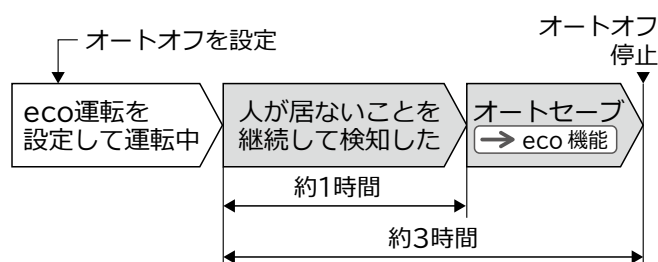 オートオフを設定
オートオフ
停止
eco運転を
設定して運転中
人が居ないことを
継続して検知した
オートセーブ
→ eco 機能
約1時間
約3時間